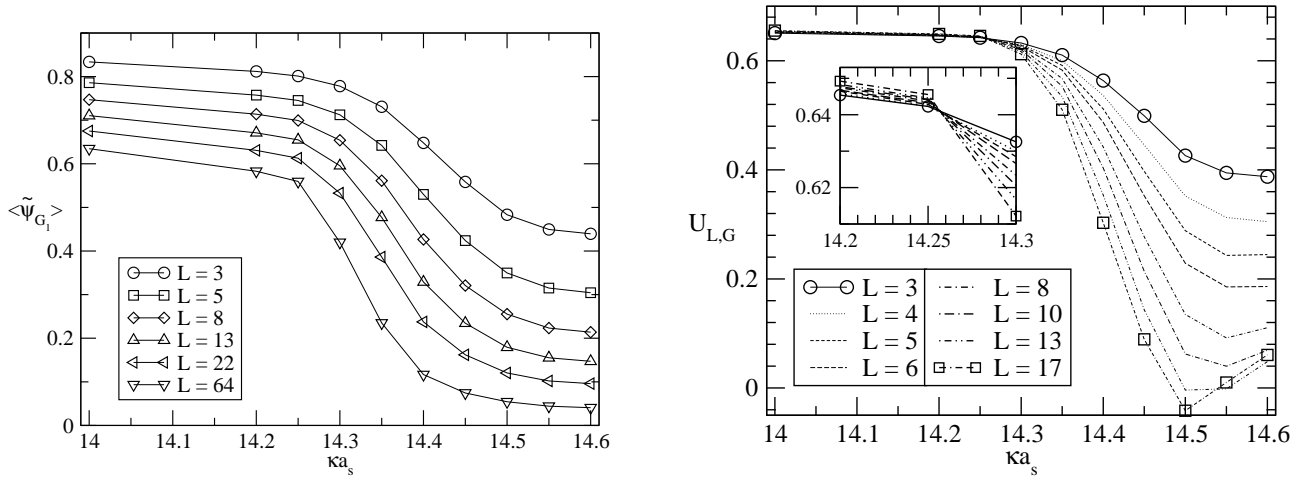 0.8
0.6
<ψ̃G₁>
0.4
0.2
0
L = 3
L = 5
L = 8
L = 13
L = 22
L = 64
14 14.1 14.2 14.3 14.4 14.5 14.6
κaₛ
0.6
0.4
U_L,G
0.2
0
0.64
0.62
14.2 14.25 14.3
L = 3 L = 8
L = 4 L = 10
L = 5 L = 13
L = 6 L = 17
14 14.1 14.2 14.3 14.4 14.5 14.6
κaₛ